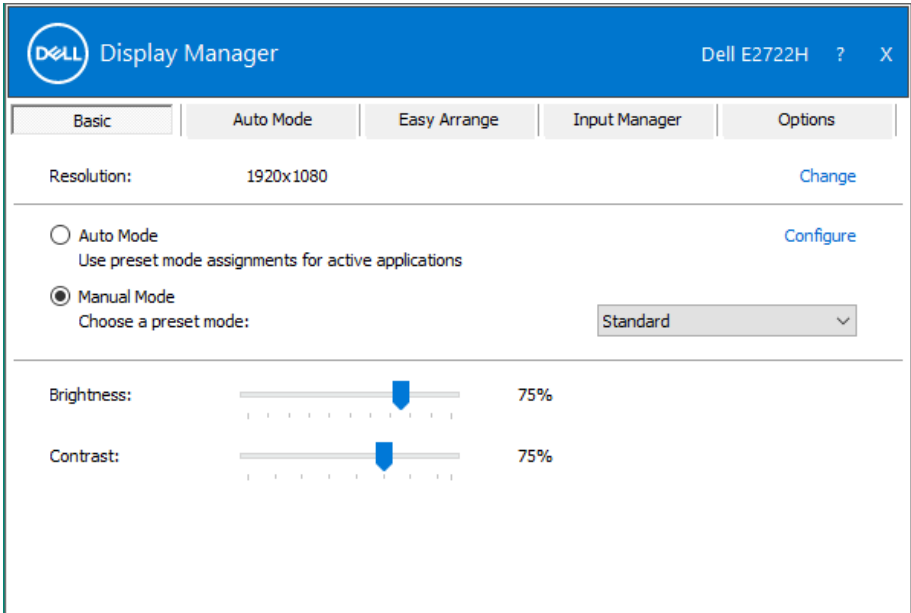 DELL Display Manager Dell E2722H ? X
Basic Auto Mode Easy Arrange Input Manager Options
Resolution: 1920x1080 Change
Auto Mode Configure
Use preset mode assignments for active applications
Manual Mode
Choose a preset mode: Standard
Brightness: 75%
Contrast: 75%